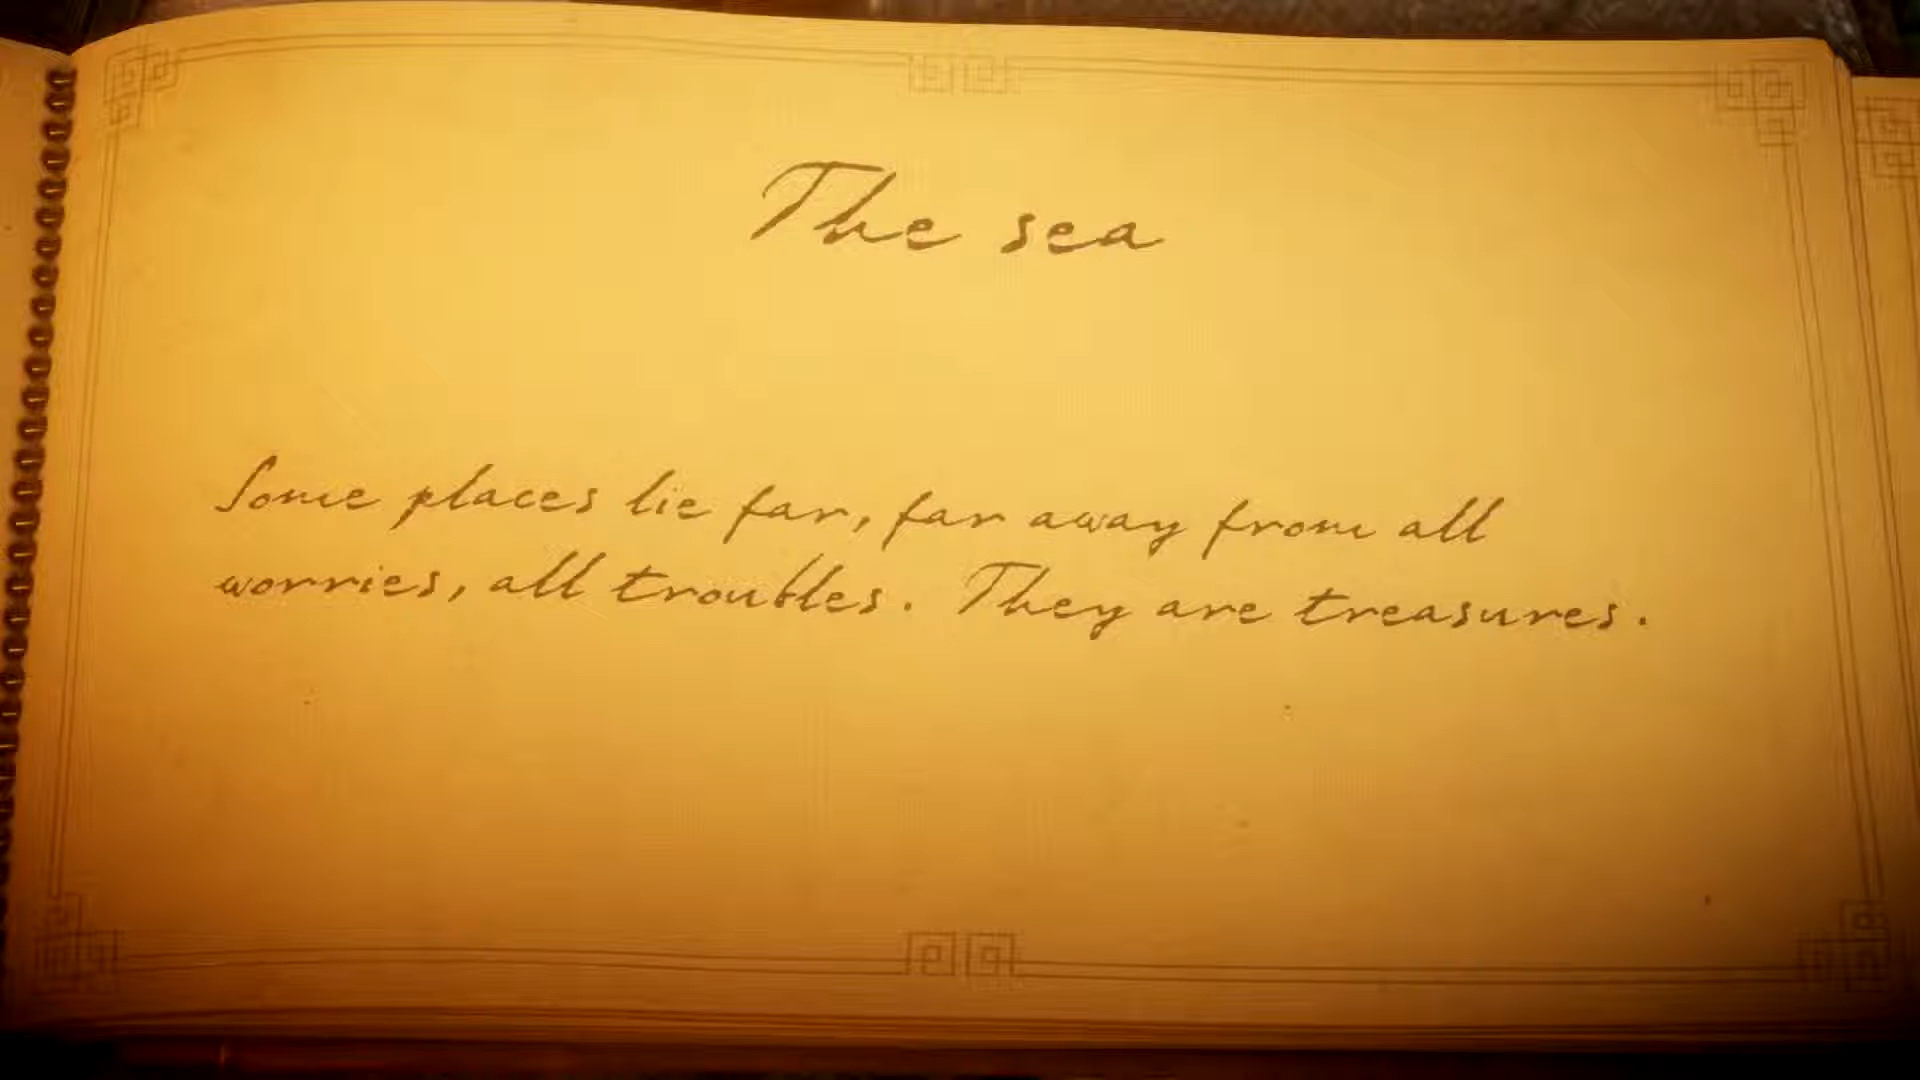 The sea
Some places lie far, far away from all
worries, all troubles. They are treasures.